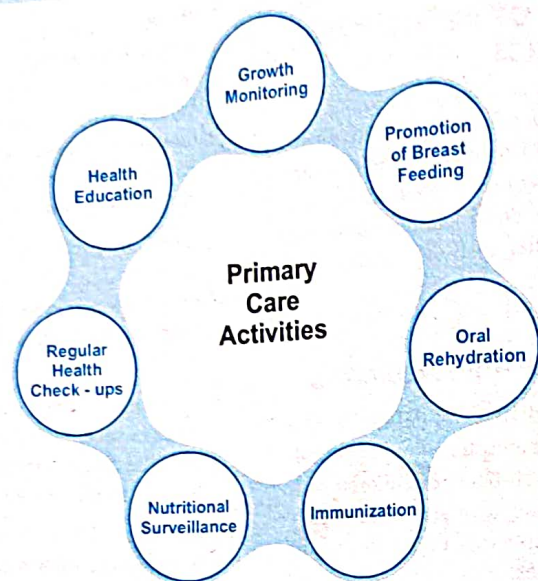 Growth
Monitoring
Promotion
of Breast
Feeding
Oral
Rehydration
Immunization
Nutritional
Surveillance
Regular
Health
Check - ups
Health
Education
Primary
Care
Activities